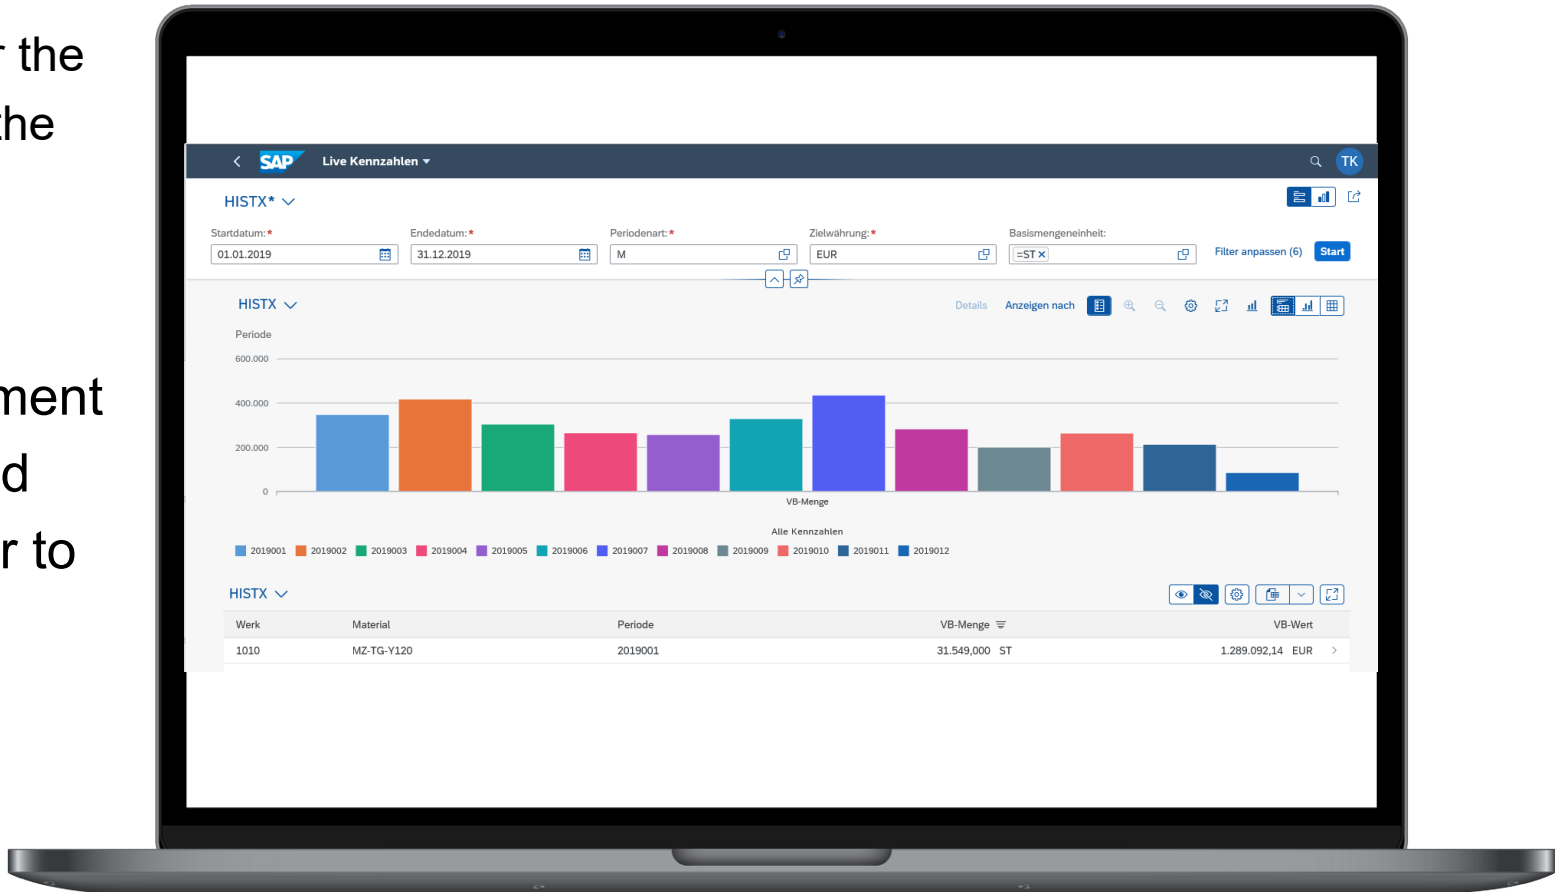 r the
the
ment
d
r to
SAP Live Kennzahlen TK
HISTX*
Startdatum:* Endedatum:* Periodenart:* Zielwährung:* Basismengeneinheit:
01.01.2019 31.12.2019 M EUR =ST Filter anpassen (6) Start
HISTX Details Anzeigen nach
Periode
600.000
400.000
200.000
0
VB-Menge
Alle Kennzahlen
2019001 2019002 2019003 2019004 2019005 2019006 2019007 2019008 2019009 2019010 2019011 2019012
HISTX
Werk Material Periode VB-Menge VB-Wert
1010 MZ-TG-Y120 2019001 31.549,000 ST 1.289.092,14 EUR